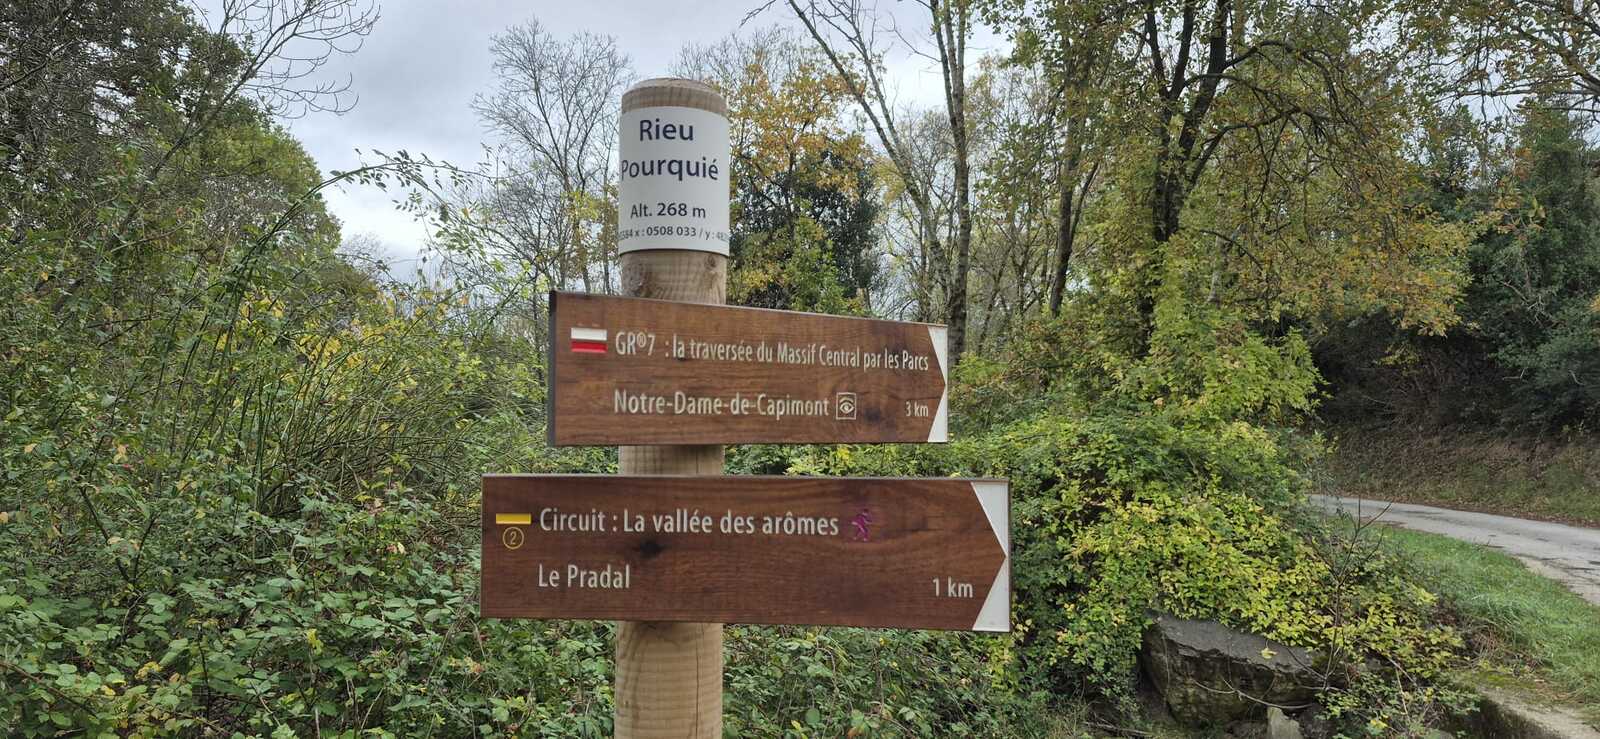 Rieu
Pourquié
Alt. 268 m
x : 0508 033 / y :
GR®7 : la traversée du Massif Central par les Parcs
Notre-Dame-de-Capimont 3 km
Circuit : La vallée des arômes
2
Le Pradal 1 km